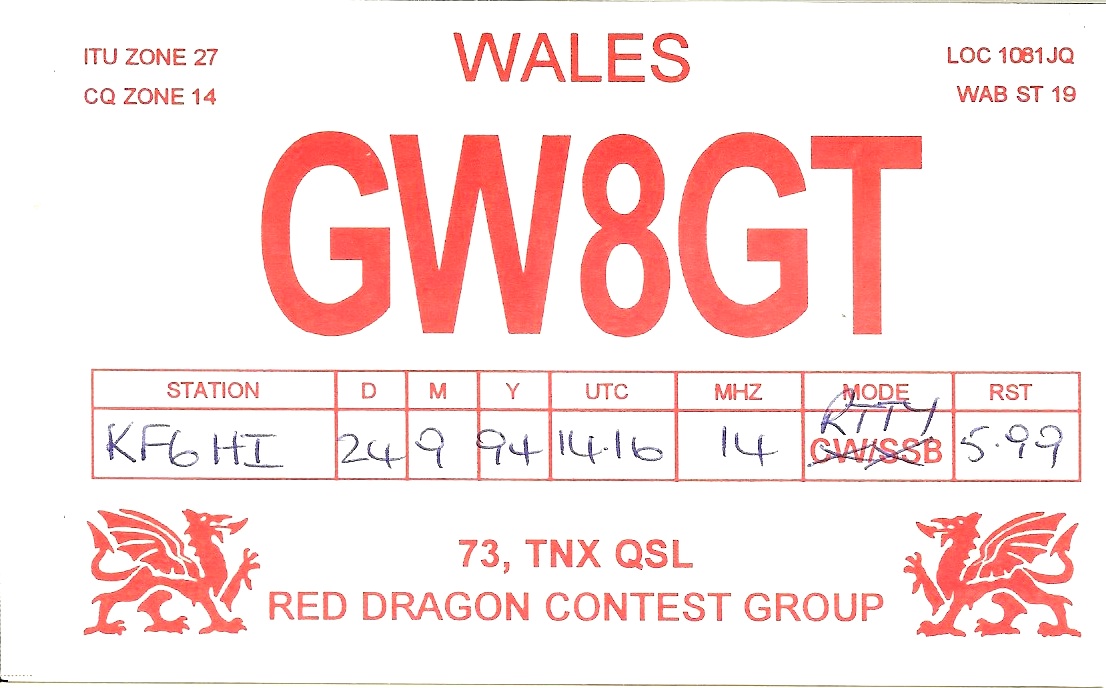 ITU ZONE 27
WALES
LOC 1081JQ
CQ ZONE 14
WAB ST 19
GW8GT
STATION D M Y UTC MHZ MODE RST
KF6HI 24 9 94 14.16 14 RTTY 5.99
CW/SSB
73, TNX QSL
RED DRAGON CONTEST GROUP